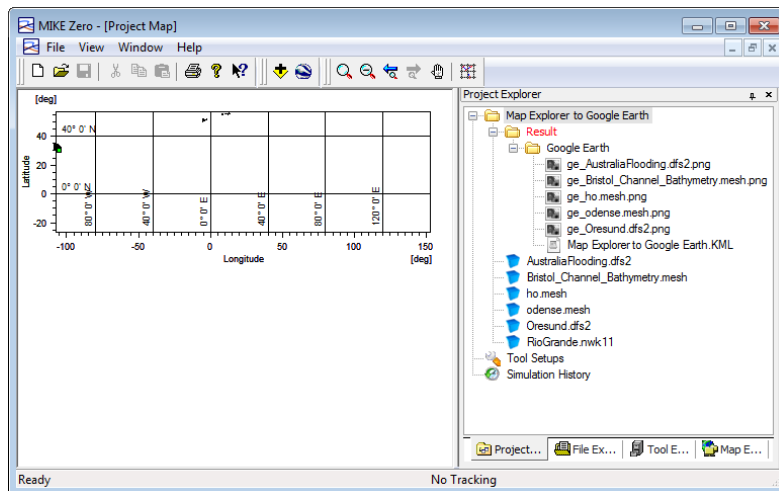 MIKE Zero - [Project Map]
File View Window Help
Project Explorer
[deg]
40° 0' N
0° 0' N
80° 0' W
40° 0' W
0° 0' E
40° 0' E
80° 0' E
120° 0' E
40
20
0
-20
Latitude
-100 -50 0 50 100 150
Longitude [deg]
Map Explorer to Google Earth
Result
Google Earth
ge_AustraliaFlooding.dfs2.png
ge_Bristol_Channel_Bathymetry.mesh.png
ge_ho.mesh.png
ge_odense.mesh.png
ge_Oresund.dfs2.png
Map Explorer to Google Earth.KML
AustraliaFlooding.dfs2
Bristol_Channel_Bathymetry.mesh
ho.mesh
odense.mesh
Oresund.dfs2
RioGrande.nwk11
Tool Setups
Simulation History
Project... File Ex... Tool E... Map E...
Ready No Tracking